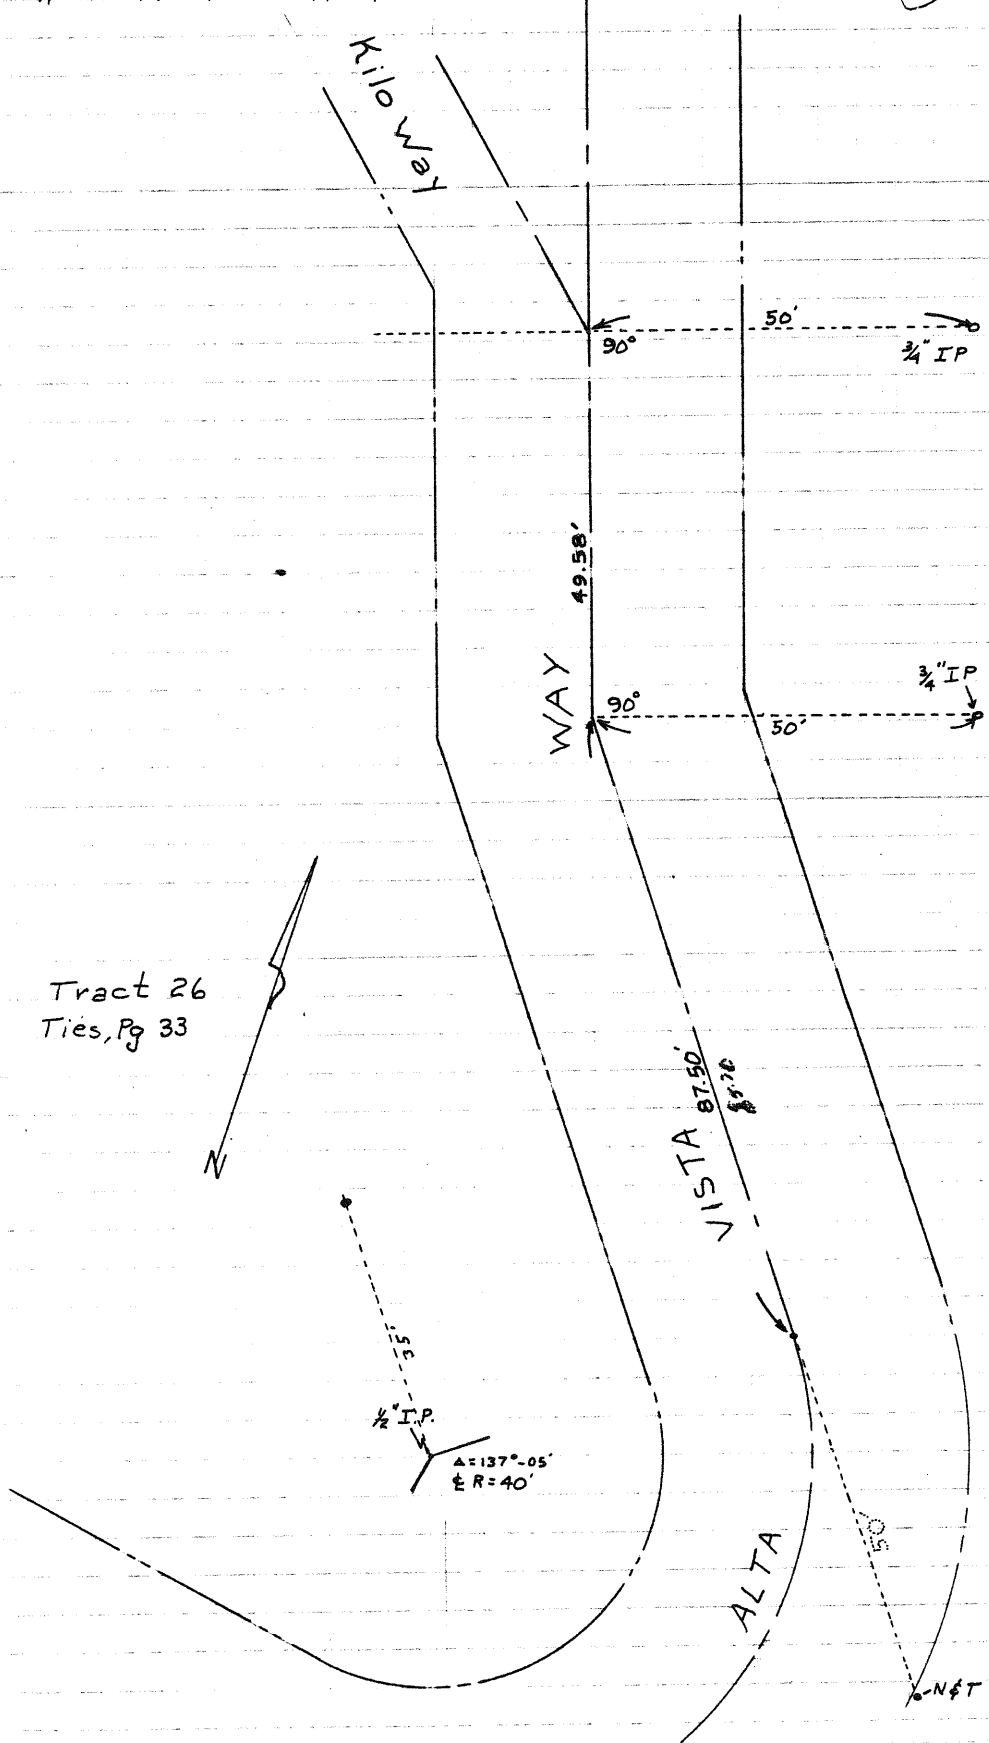 Kilo Way
50'
90°
3/4" IP
49.58'
WAY
3/4" IP
90°
50'
Tract 26
Ties, Pg 33
N
VISTA 87.50'
35'
1/2" I.P.
Δ=137°-05'
℄ R=40'
50'
ALTA
N&T